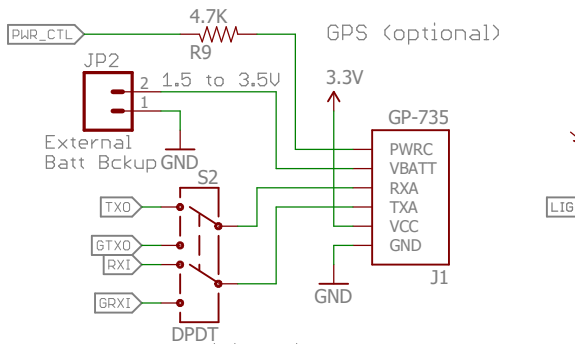 4.7K
PWR_CTL
R9
GPS (optional)
JP2
2
1.5 to 3.5V
1
3.3V
External
Batt Bckup
GND
GP-735
PWRC
VBATT
RXA
TXA
VCC
GND
J1
S2
TXO
GTXO
RXI
GRXI
GND
DPDT
LIG